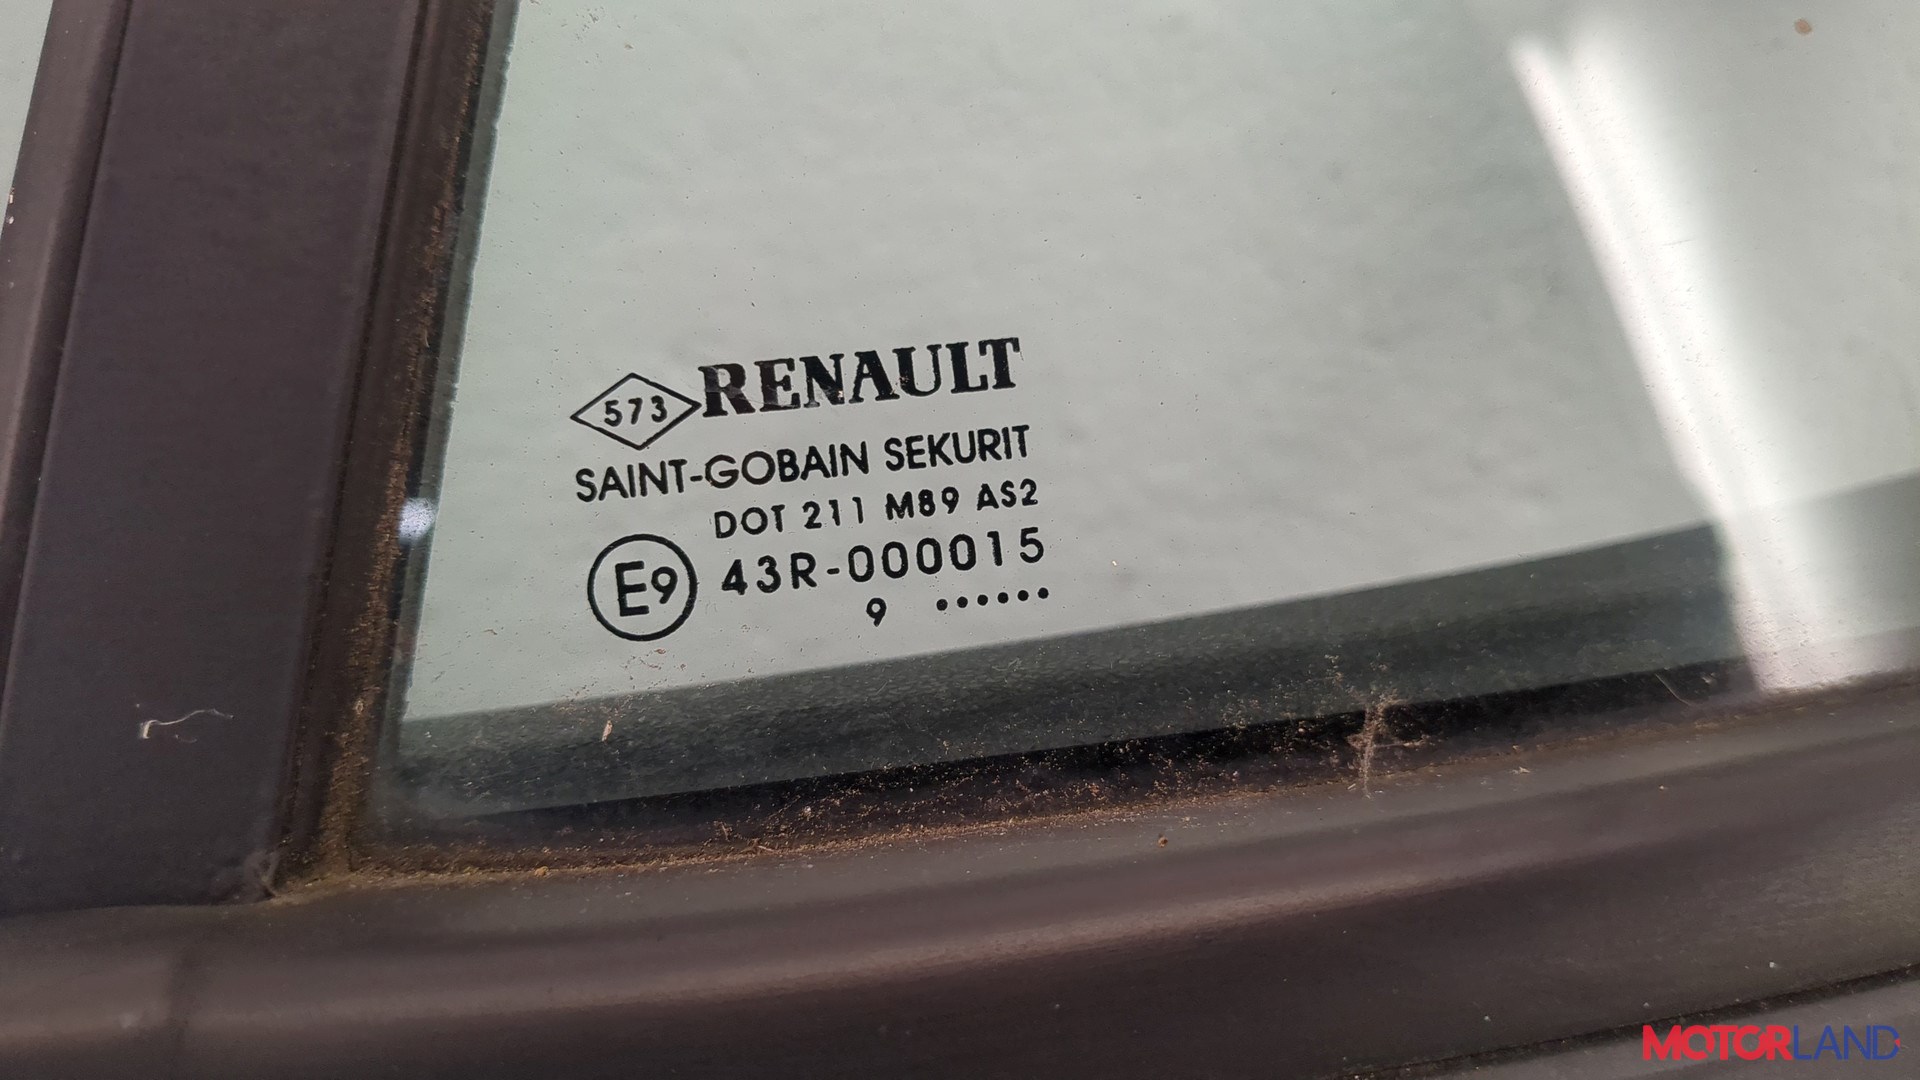 573 RENAULT
SAINT-GOBAIN SEKURIT
DOT 211 M89 AS2
E9 43R-000015
9 ••••••
MOTORLAND